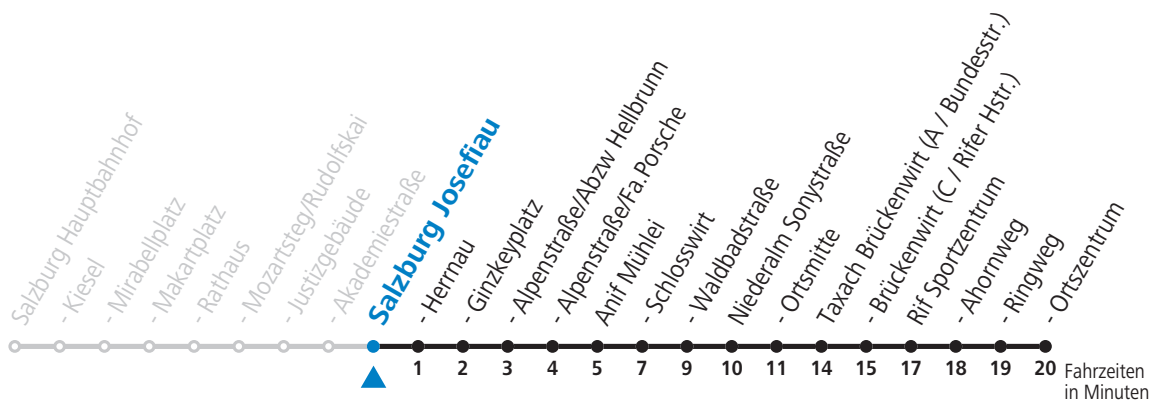 Salzburg Hauptbahnhof
- Kiesel
- Mirabellplatz
- Makartplatz
- Rathaus
- Mozartsteg/Rudolfskai
- Justizgebäude
- Akademiestraße
Salzburg Josefiau
- Herrnau
- Ginzkeyplatz
- Alpenstraße/Abzw Hellbrunn
- Alpenstraße/Fa.Porsche
Anif Mühlei
- Schlosswirt
- Waldbadstraße
Niederalm Sonystraße
- Ortsmitte
Taxach Brückenwirt (A / Bundesstr.)
- Brückenwirt (C / Rifer Hstr.)
Rif Sportzentrum
- Ahornweg
- Ringweg
- Ortszentrum
1 2 3 4 5 7 9 10 11 14 15 17 18 19 20 Fahrzeiten
in Minuten